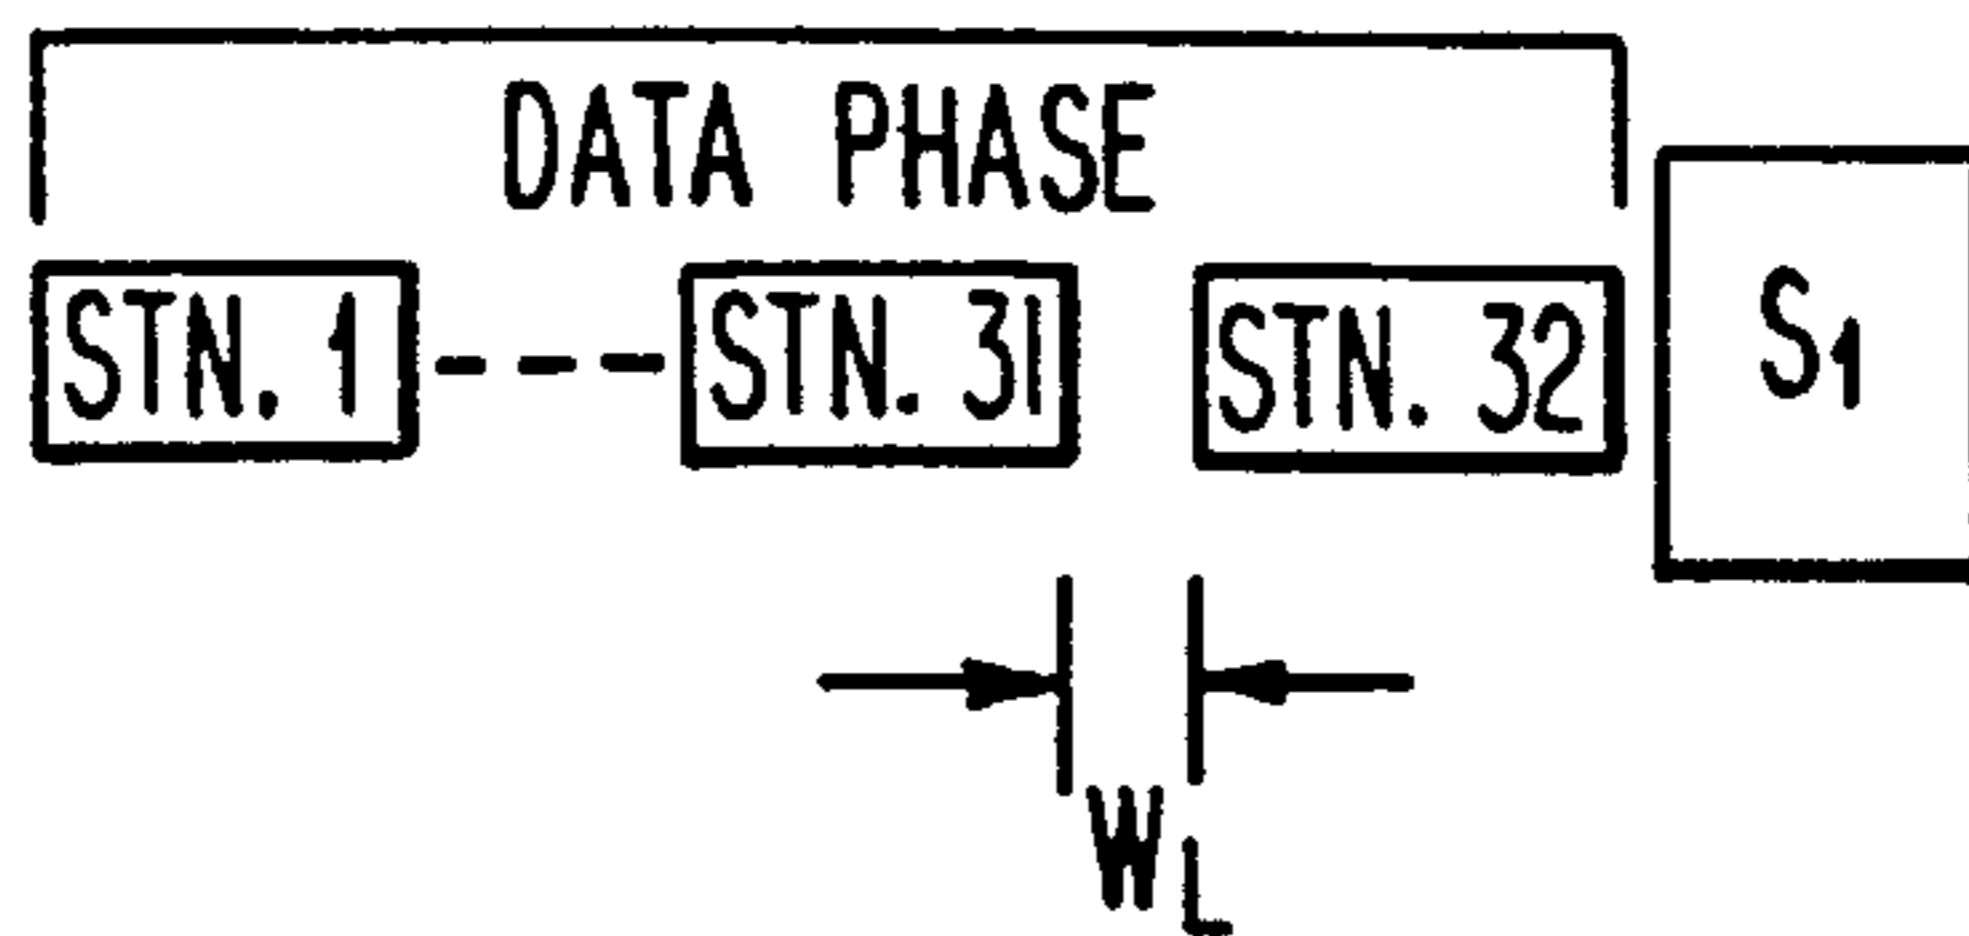 DATA PHASE
STN. 1 --- STN. 31 STN. 32 S1
WL